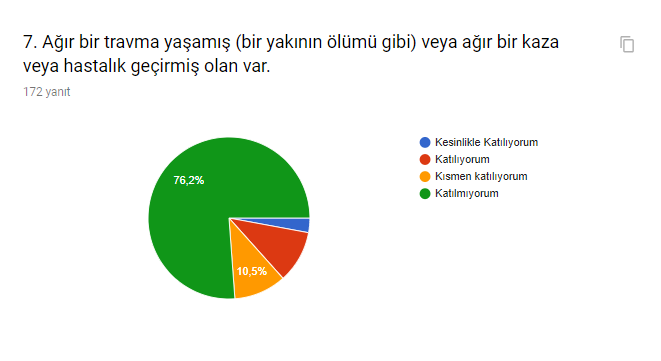 7. Ağır bir travma yaşamış (bir yakının ölümü gibi) veya ağır bir kaza
veya hastalık geçirmiş olan var.
172 yanıt
Kesinlikle Katılıyorum
Katılıyorum
Kısmen katılıyorum
Katılmıyorum
76,2%
10,5%